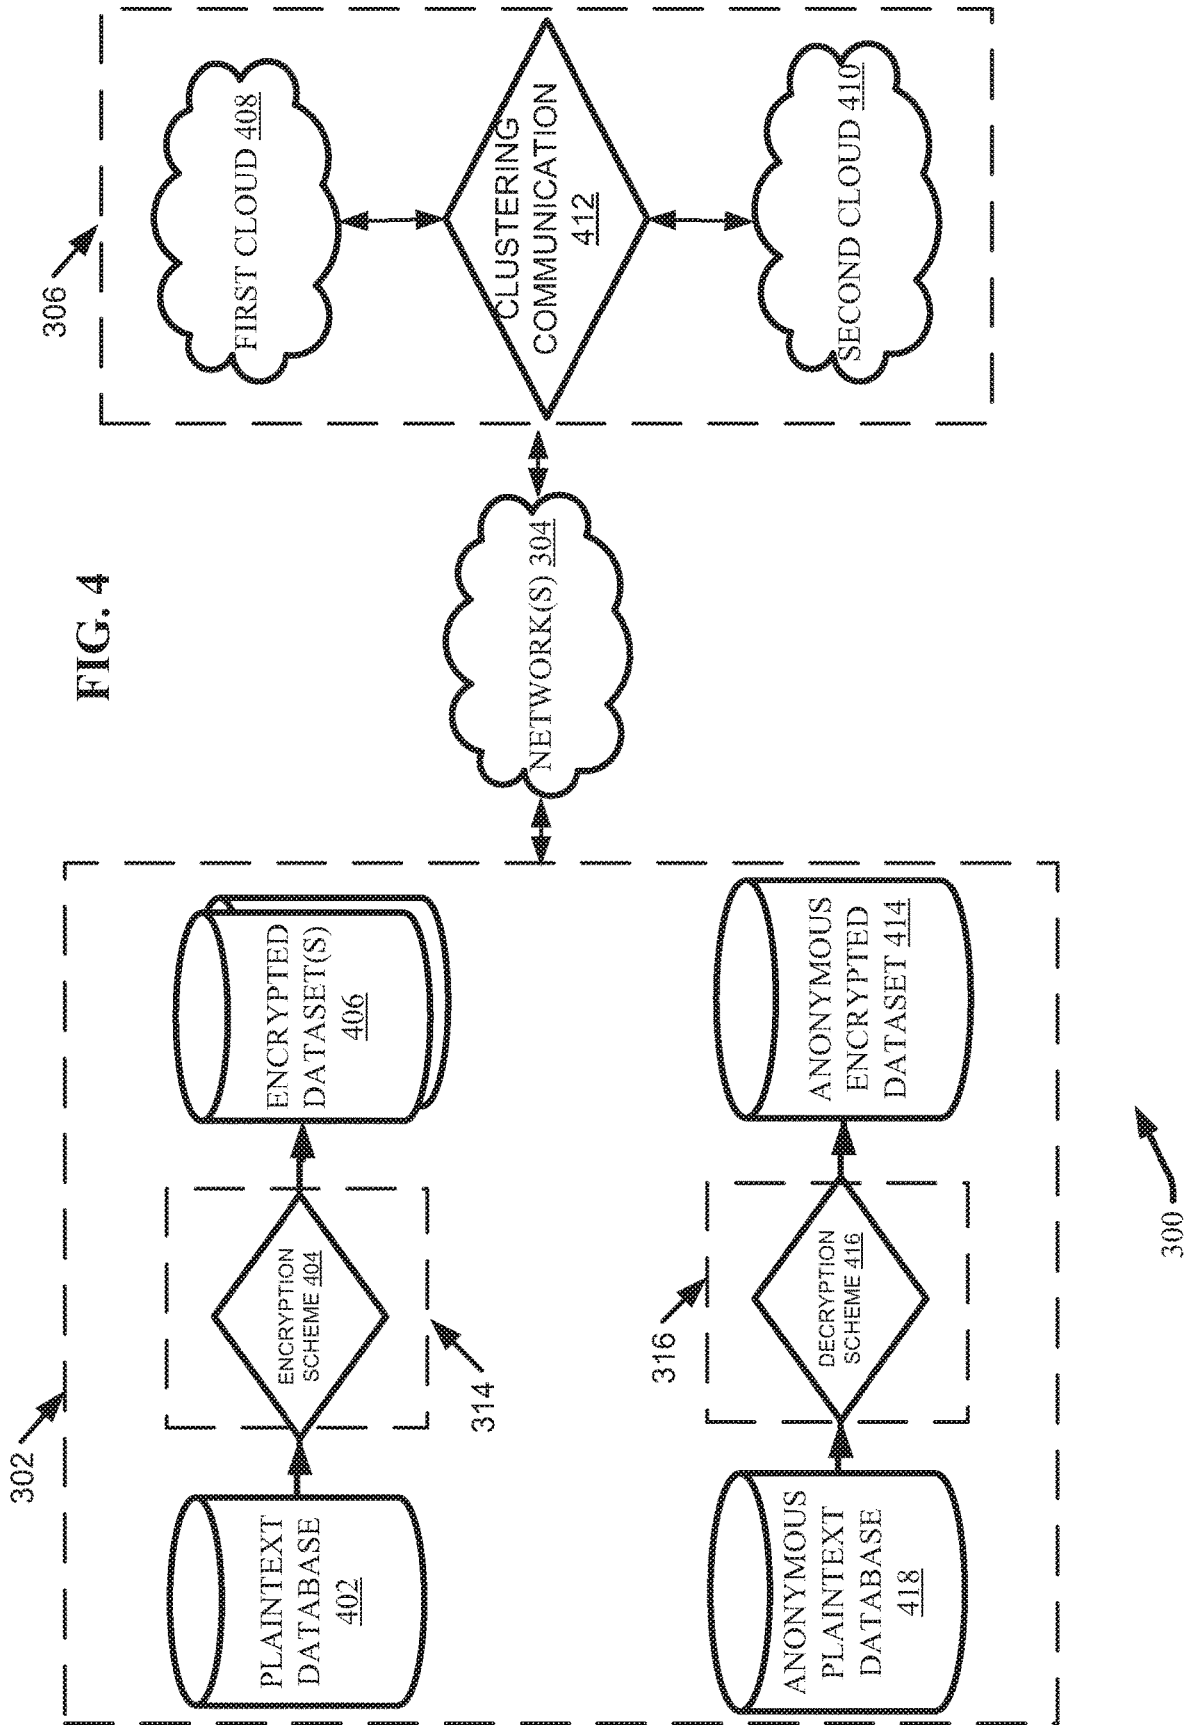 FIG. 4
302
PLAINTEXT
DATABASE
402
ENCRYPTION
SCHEME 404
314
ENCRYPTED
DATASET(S)
406
ANONYMOUS
PLAINTEXT
DATABASE
418
316
DECRYPTION
SCHEME 416
ANONYMOUS
ENCRYPTED
DATASET 414
NETWORK(S) 304
306
FIRST CLOUD 408
CLUSTERING
COMMUNICATION
412
SECOND CLOUD 410
300